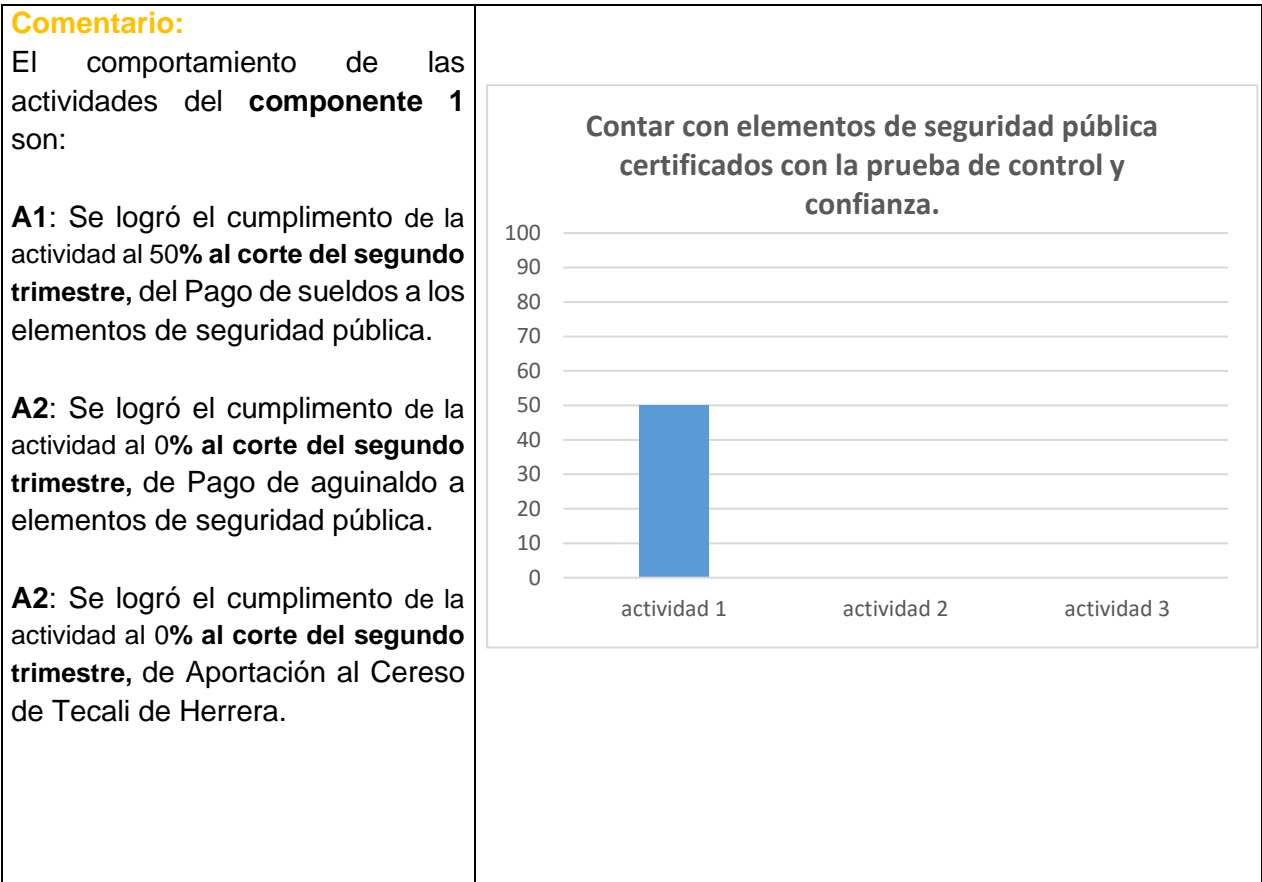 Comentario:
El comportamiento de las
actividades del componente 1
son:
A1: Se logró el cumplimento de la
actividad al 50% al corte del segundo
trimestre, del Pago de sueldos a los
elementos de seguridad pública.
A2: Se logró el cumplimento de la
actividad al 0% al corte del segundo
trimestre, de Pago de aguinaldo a
elementos de seguridad pública.
A2: Se logró el cumplimento de la
actividad al 0% al corte del segundo
trimestre, de Aportación al Cereso
de Tecali de Herrera.
Contar con elementos de seguridad pública
certificados con la prueba de control y
confianza.
100
90
80
70
60
50
40
30
20
10
0
actividad 1 actividad 2 actividad 3